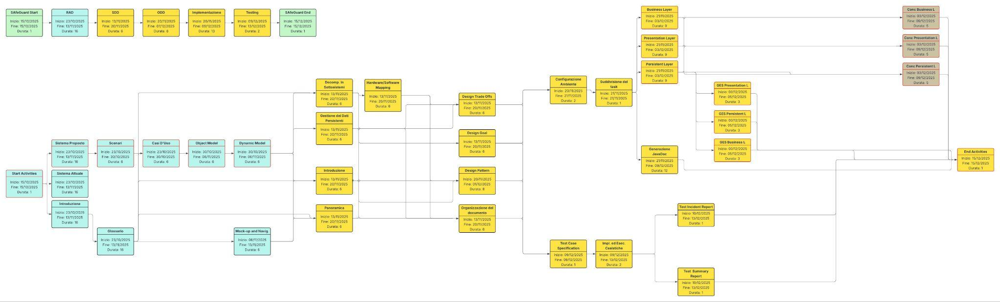 SAfeGuard Start
Inizio: 15/10/2025
Fine: 15/10/2025
Durata: 1
RAD
Inizio: 23/10/2025
Fine: 13/11/2025
Durata: 16
SDD
Inizio: 13/11/2025
Fine: 20/11/2025
Durata: 6
ODD
Inizio: 20/11/2025
Fine: 01/12/2025
Durata: 8
Implementazione
Inizio: 20/11/2025
Fine: 09/12/2025
Durata: 13
Testing
Inizio: 09/12/2025
Fine: 13/12/2025
Durata: 2
SAfeGuard End
Inizio: 15/12/2025
Fine: 15/12/2025
Durata: 1
Start Activities
Inizio: 15/10/2025
Fine: 15/10/2025
Durata: 1
Sistema Proposto
Inizio: 23/10/2025
Fine: 13/11/2025
Durata: 16
Sistema Attuale
Inizio: 23/10/2025
Fine: 13/11/2025
Durata: 16
Introduzione
Inizio: 23/10/2025
Fine: 13/11/2025
Durata: 16
Scenari
Inizio: 23/10/2025
Fine: 30/10/2025
Durata: 6
Glossario
Inizio: 23/10/2025
Fine: 13/11/2025
Durata: 16
Casi D'Uso
Inizio: 23/10/2025
Fine: 30/10/2025
Durata: 6
Object Model
Inizio: 30/10/2025
Fine: 06/11/2025
Durata: 6
Dynamic Model
Inizio: 30/10/2025
Fine: 06/11/2025
Durata: 6
Mock-up and Navig.
Inizio: 06/11/2025
Fine: 13/11/2025
Durata: 6
Decomp. In
Sottosistemi
Inizio: 13/11/2025
Fine: 20/11/2025
Durata: 6
Gestione dei Dati
Persistenti
Inizio: 13/11/2025
Fine: 20/11/2025
Durata: 6
Introduzione
Inizio: 13/11/2025
Fine: 20/11/2025
Durata: 6
Panoramica
Inizio: 13/11/2025
Fine: 20/11/2025
Durata: 6
Hardware/Software
Mapping
Inizio: 13/11/2025
Fine: 20/11/2025
Durata: 6
Design Trade Offs
Inizio: 13/11/2025
Fine: 20/11/2025
Durata: 6
Design Goal
Inizio: 13/11/2025
Fine: 20/11/2025
Durata: 6
Design Pattern
Inizio: 20/11/2025
Fine: 01/12/2025
Durata: 8
Organizzazione del
documento
Inizio: 13/11/2025
Fine: 20/11/2025
Durata: 6
Configurazione
Ambiente
Inizio: 20/11/2025
Fine: 21/11/2025
Durata: 2
Suddivisione dei
task
Inizio: 21/11/2025
Fine: 21/11/2025
Durata: 1
Test Case
Specification
Inizio: 09/12/2025
Fine: 09/12/2025
Durata: 1
Impl. ed Esec.
Casistiche
Inizio: 09/12/2025
Fine: 13/12/2025
Durata: 2
Business Layer
Inizio: 21/11/2025
Fine: 03/12/2025
Durata: 9
Presentation Layer
Inizio: 21/11/2025
Fine: 03/12/2025
Durata: 9
Persistent Layer
Inizio: 21/11/2025
Fine: 03/12/2025
Durata: 9
Generazione
JavaDoc
Inizio: 21/11/2025
Fine: 09/12/2025
Durata: 12
GES Presentation L
Inizio: 03/12/2025
Fine: 05/12/2025
Durata: 3
GES Persistent L
Inizio: 03/12/2025
Fine: 05/12/2025
Durata: 3
GES Business L
Inizio: 03/12/2025
Fine: 05/12/2025
Durata: 3
Test Incident Report
Inizio: 10/12/2025
Fine: 13/12/2025
Durata: 1
Test Summary
Report
Inizio: 10/12/2025
Fine: 13/12/2025
Durata: 1
Conc Business L
Inizio: 03/12/2025
Fine: 09/12/2025
Durata: 5
Conc Presentation L
Inizio: 03/12/2025
Fine: 09/12/2025
Durata: 5
Conc Persistent L
Inizio: 03/12/2025
Fine: 09/12/2025
Durata: 5
End Activities
Inizio: 15/12/2025
Fine: 15/12/2025
Durata: 1